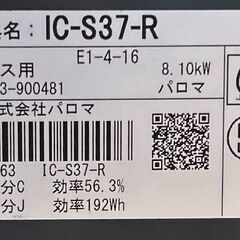 名：IC-S37-R
E1-4-16
ス用 8.10kW
3-900481 パロマ
式会社パロマ
63 IC-S37-R
分C 効率56.3%
分J 効率192Wh